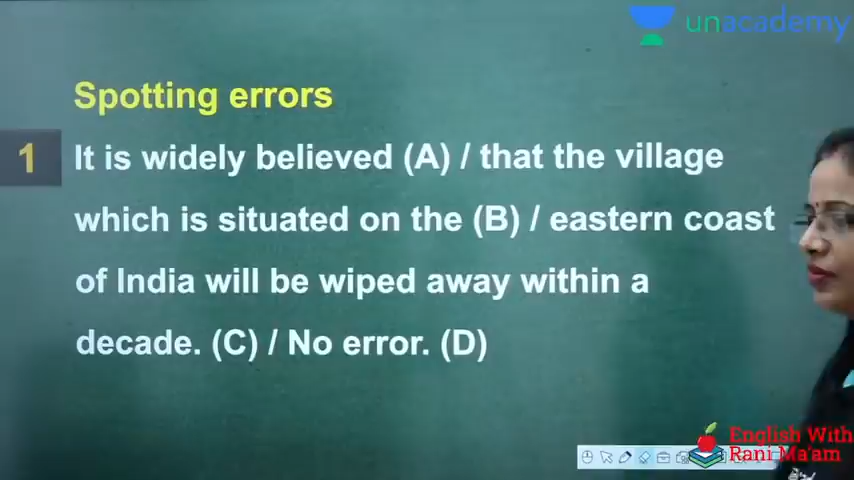 unacademy
Spotting errors
1 It is widely believed (A) / that the village
which is situated on the (B) / eastern coast
of India will be wiped away within a
decade. (C) / No error. (D)
English With
Rani Ma'am